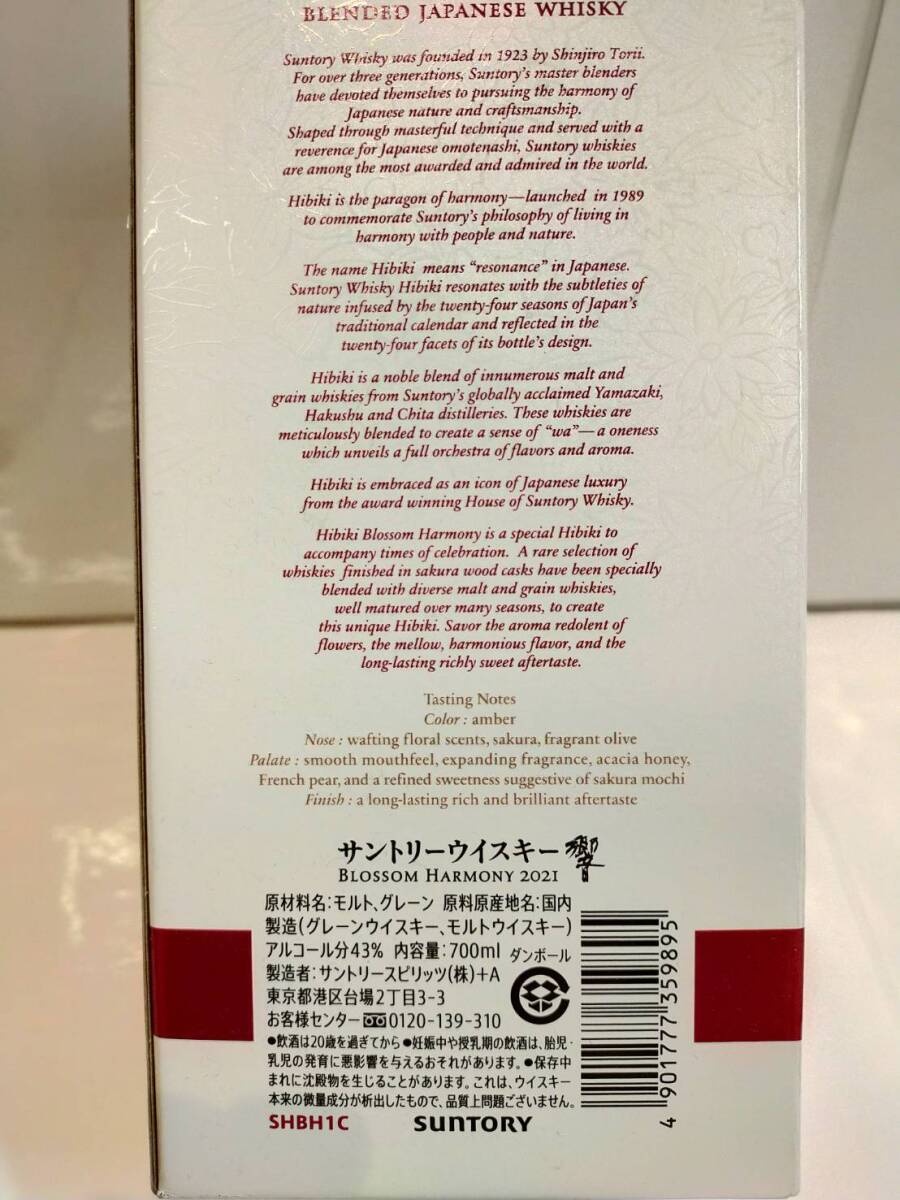 BLENDED JAPANESE WHISKY
Suntory Whisky was founded in 1923 by Shinjiro Torii.
For over three generations, Suntory's master blenders
have devoted themselves to pursuing the harmony of
Japanese nature and craftsmanship.
Shaped through masterful technique and served with a
reverence for Japanese omotenashi, Suntory whiskies
are among the most awarded and admired in the world.
Hibiki is the paragon of harmony—launched in 1989
to commemorate Suntory's philosophy of living in
harmony with people and nature.
The name Hibiki means “resonance” in Japanese.
Suntory Whisky Hibiki resonates with the subtleties of
nature infused by the twenty-four seasons of Japan's
traditional calendar and reflected in the
twenty-four facets of its bottle's design.
Hibiki is a noble blend of innumerous malt and
grain whiskies from Suntory's globally acclaimed Yamazaki,
Hakushu and Chita distilleries. These whiskies are
meticulously blended to create a sense of “wa”—a oneness
which unveils a full orchestra of flavors and aroma.
Hibiki is embraced as an icon of Japanese luxury
from the award winning House of Suntory Whisky.
Hibiki Blossom Harmony is a special Hibiki to
accompany times of celebration. A rare selection of
whiskies finished in sakura wood casks have been specially
blended with diverse malt and grain whiskies,
well matured over many seasons, to create
this unique Hibiki. Savor the aroma redolent of
flowers, the mellow, harmonious flavor, and the
long-lasting richly sweet aftertaste.
Tasting Notes
Color : amber
Nose : wafting floral scents, sakura, fragrant olive
Palate : smooth mouthfeel, expanding fragrance, acacia honey,
French pear, and a refined sweetness suggestive of sakura mochi
Finish : a long-lasting rich and brilliant aftertaste
サントリーウイスキー 響
BLOSSOM HARMONY 2021
原材料名:モルト、グレーン 原料原産地名:国内
製造(グレーンウイスキー、モルトウイスキー)
アルコール分43% 内容量:700ml ダンボール
製造者:サントリースピリッツ(株)+A
東京都港区台場2丁目3-3
お客様センター 0120-139-310
●飲酒は20歳を過ぎてから ●妊娠中や授乳期の飲酒は、胎児・
乳児の発育に悪影響を与えるおそれがあります。●保存中
まれに沈殿物を生じることがあります。これは、ウイスキー
本来の微量成分が析出したもので、品質上問題ございません。
SHBH1C SUNTORY
4 901777 359895